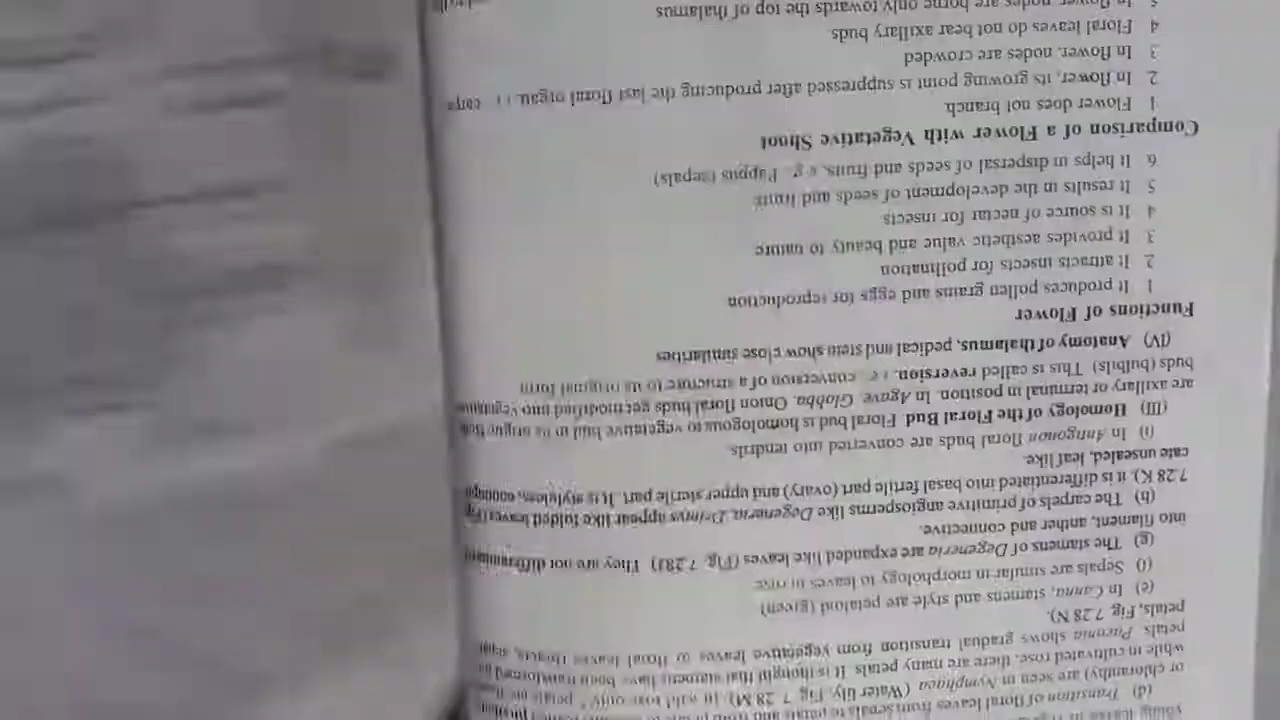 (d) Transition of floral leaves from sepals to petals and from
or chloranthy) are seen in Nymphaea (Water lily, Fig. 7.28 M). In wild rose only 5 petals
while in cultivated rose, there are many petals. It is thought that stamens have been transformed
petals. Paeonia shows gradual transition from vegetative leaves to floral leaves
petals, Fig. 7.28 N).
(e) In Canna, stamens and style are petaloid (green)
(f) Sepals are similar in morphology to leaves in rose
(g) The stamens of Degeneria are expanded like leaves (Fig. 7.28J) They are not differentiated
into filament, anther and connective.
(h) The carpels of primitive angiosperms like Degeneria, Drimys appear like folded leaves (Fig
7.28 K), it is differentiated into basal fertile part (ovary) and upper sterile part. It is styleless,
cate unsealed, leaf like.
(i) In Antigonon floral buds are converted into tendrils.
(III) Homology of the Floral Bud Floral bud is homologous to vegetative bud in its origin
are axillary or terminal in position. In Agave, Globba, Onion floral buds get modified into
buds (bulbils) This is called reversion, i.e., conversion of a structure to its original form
(IV) Anatomy of thalamus, pedicel and stem show close similarities
Functions of Flower
1 It produces pollen grains and eggs for reproduction
2 It attracts insects for pollination
3 It provides aesthetic value and beauty to nature
4 It is source of nectar for insects
5 It results in the development of seeds and fruits
6 It helps in dispersal of seeds and fruits, e.g., Pappus (sepals)
Comparison of a Flower with Vegetative Shoot
1 Flower does not branch
2 In flower, its growing point is suppressed after producing the last floral organ, i.e., carp
3 In flower, nodes are crowded
4 Floral leaves do not bear axillary buds
5 In flower nodes are borne only towards the top of thalamus